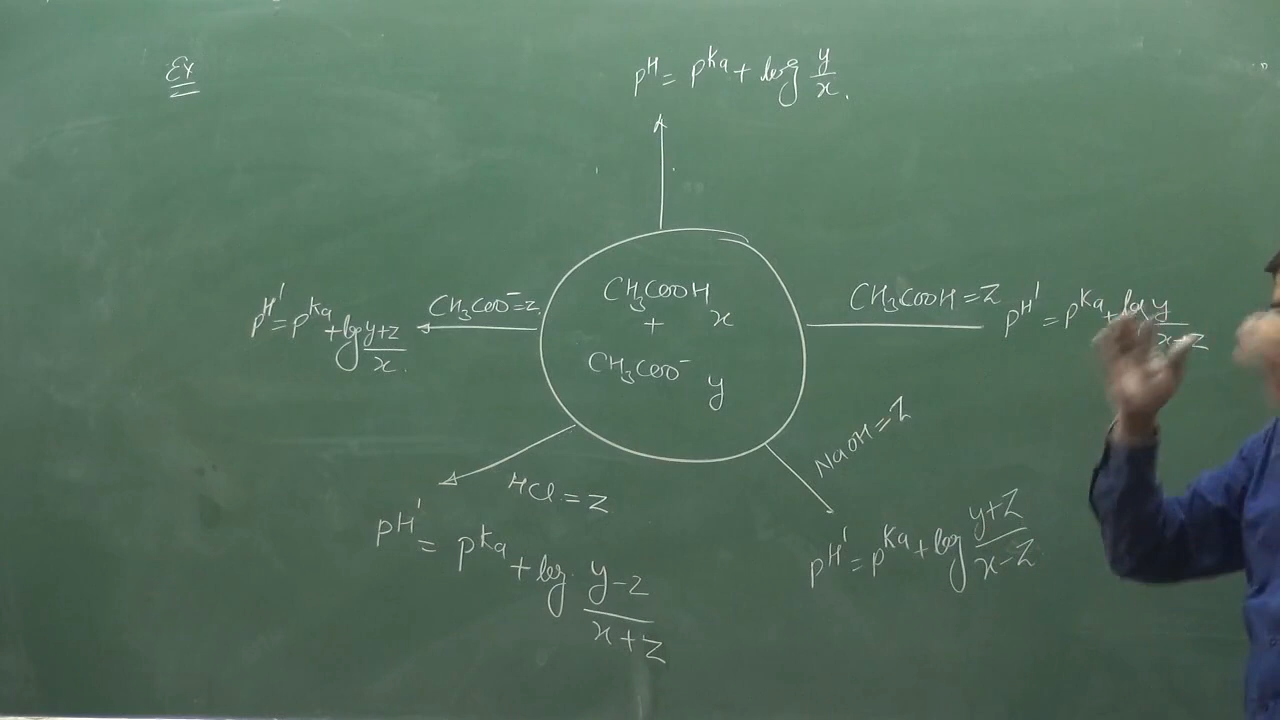 Ex
pH = pKa + log y/x.
CH3COO⁻=Z
pH' = pKa + log y+z/x.
CH3COOH x
+
CH3COO⁻ y
CH3COOH = Z
pH' = pKa + log y/x+z
HCl = Z
pH' = pKa + log y-z/x+z
NaOH = Z
pH' = pKa + log y+z/x-z